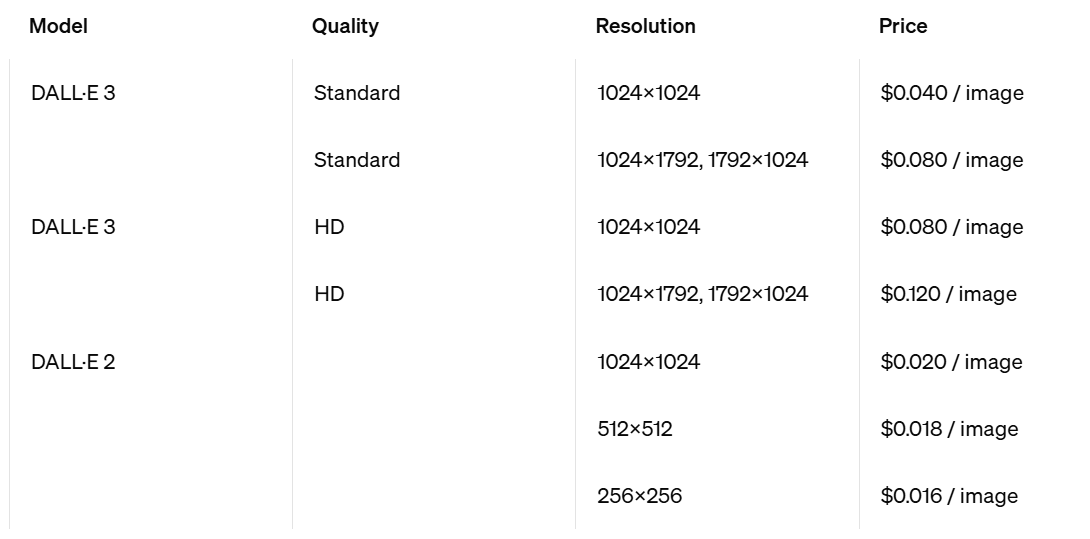 Model Quality Resolution Price
DALL·E 3 Standard 1024×1024 $0.040 / image
Standard 1024×1792, 1792×1024 $0.080 / image
DALL·E 3 HD 1024×1024 $0.080 / image
HD 1024×1792, 1792×1024 $0.120 / image
DALL·E 2 1024×1024 $0.020 / image
512×512 $0.018 / image
256×256 $0.016 / image